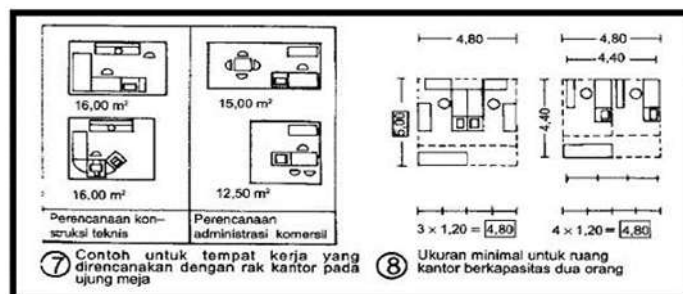 16,00 m²
15,00 m²
16,00 m²
12,50 m²
Perencanaan kon-
struksi teknis
Perencanaan
administrasi komersil
7 Contoh untuk tempat kerja yang
direncanakan dengan rak kantor pada
ujung meja
4,80
5,00
3 x 1,20 = 4,80
4,80
4,40
4,40
4 x 1,20 = 4,80
8 Ukuran minimal untuk ruang
kantor berkapasitas dua orang